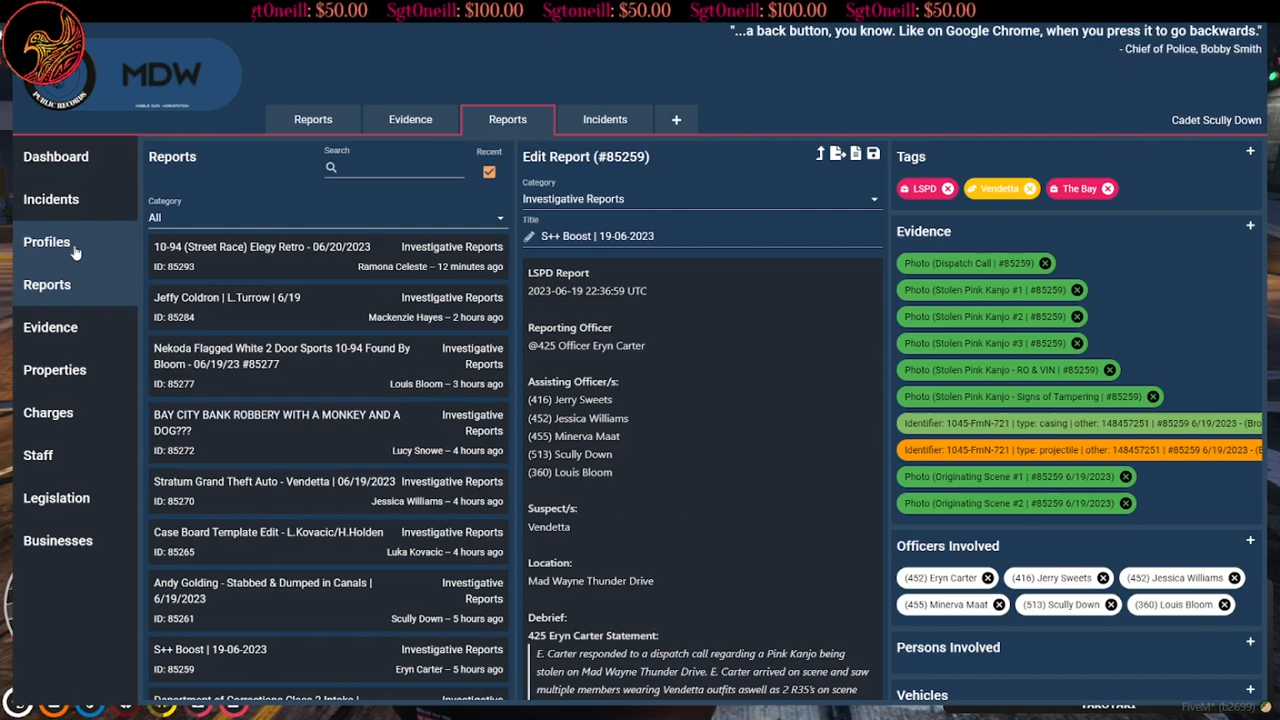 gtOneill: $50.00 SgtOneill: $100.00 Sgtoneill: $50.00 SgtOneill: $100.00 SgtOneill: $50.00
"...a back button, you know. Like on Google Chrome, when you press it to go backwards."
- Chief of Police, Bobby Smith
PUBLIC RECORDS
MDW
MOBILE DATA WORKSTATION
Reports
Evidence
Reports
Incidents
+
Cadet Scully Down
Dashboard
Incidents
Profiles
Reports
Evidence
Properties
Charges
Staff
Legislation
Businesses
Reports
Search
Recent
Category
All
10-94 (Street Race) Elegy Retro - 06/20/2023 Investigative Reports
ID: 85293 Ramona Celeste – 12 minutes ago
Jeffy Coldron | L.Turrow | 6/19 Investigative Reports
ID: 85284 Mackenzie Hayes – 2 hours ago
Nekoda Flagged White 2 Door Sports 10-94 Found By Investigative
Bloom - 06/19/23 #85277 Reports
ID: 85277 Louis Bloom – 3 hours ago
BAY CITY BANK ROBBERY WITH A MONKEY AND A Investigative
DOG??? Reports
ID: 85272 Lucy Snowe – 4 hours ago
Stratum Grand Theft Auto - Vendetta | 06/19/2023 Investigative Reports
ID: 85270 Jessica Williams – 4 hours ago
Case Board Template Edit - L.Kovacic/H.Holden Investigative Reports
ID: 85265 Luka Kovacic – 4 hours ago
Andy Golding - Stabbed & Dumped in Canals | Investigative
6/19/2023 Reports
ID: 85261 Scully Down – 5 hours ago
S++ Boost | 19-06-2023 Investigative Reports
ID: 85259 Eryn Carter – 5 hours ago
Department of Corrections Class 2 Intake | Investigative
Edit Report (#85259)
Category
Investigative Reports
Title
S++ Boost | 19-06-2023
LSPD Report
2023-06-19 22:36:59 UTC
Reporting Officer
@425 Officer Eryn Carter
Assisting Officer/s:
(416) Jerry Sweets
(452) Jessica Williams
(455) Minerva Maat
(513) Scully Down
(360) Louis Bloom
Suspect/s:
Vendetta
Location:
Mad Wayne Thunder Drive
Debrief:
425 Eryn Carter Statement:
E. Carter responded to a dispatch call regarding a Pink Kanjo being
stolen on Mad Wayne Thunder Drive. E. Carter arrived on scene and saw
multiple members wearing Vendetta outfits aswell as 2 R35's on scene
Tags +
LSPD
Vendetta
The Bay
Evidence +
Photo (Dispatch Call | #85259)
Photo (Stolen Pink Kanjo #1 | #85259)
Photo (Stolen Pink Kanjo #2 | #85259)
Photo (Stolen Pink Kanjo #3 | #85259)
Photo (Stolen Pink Kanjo - RO & VIN | #85259)
Photo (Stolen Pink Kanjo - Signs of Tampering | #85259)
Identifier: 1045-FmN-721 | type: casing | other: 148457251 | #85259 6/19/2023 - (Bro
Identifier: 1045-FmN-721 | type: projectile | other: 148457251 | #85259 6/19/2023 - (B
Photo (Originating Scene #1 | #85259 6/19/2023)
Photo (Originating Scene #2 | #85259 6/19/2023)
Officers Involved +
(452) Eryn Carter
(416) Jerry Sweets
(452) Jessica Williams
(455) Minerva Maat
(513) Scully Down
(360) Louis Bloom
Persons Involved +
Vehicles +
FiveM* (b2699)